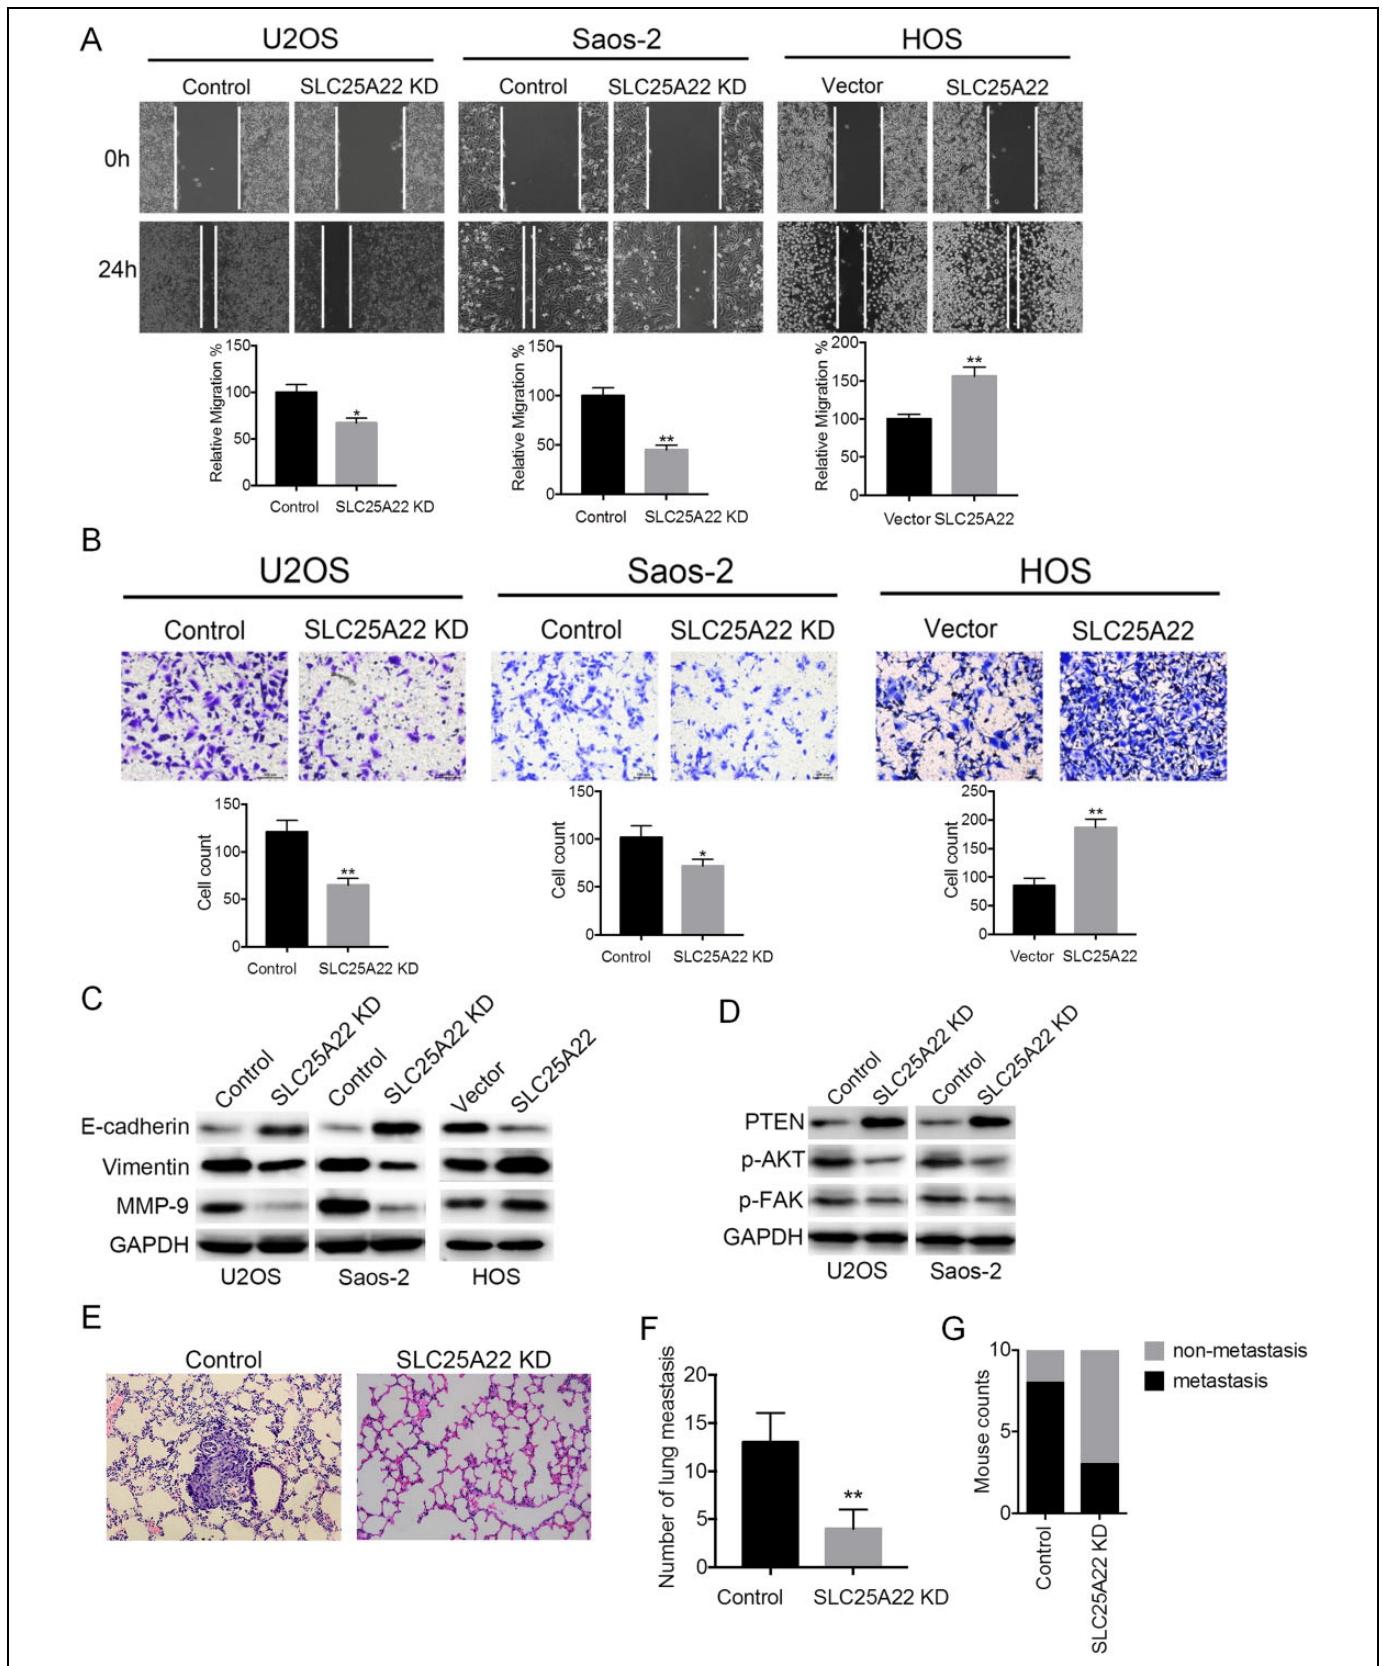 A
U2OS Saos-2 HOS
Control SLC25A22 KD Control SLC25A22 KD Vector SLC25A22
0h
24h
Relative Migration %
150
100
50
0
*
Control SLC25A22 KD
Relative Migration %
150
100
50
0
**
Control SLC25A22 KD
Relative Migration %
200
150
100
50
0
**
Vector SLC25A22
B
U2OS Saos-2 HOS
Control SLC25A22 KD Control SLC25A22 KD Vector SLC25A22
Cell count
150
100
50
0
**
Control SLC25A22 KD
Cell count
150
100
50
0
*
Control SLC25A22 KD
Cell count
250
200
150
100
50
0
**
Vector SLC25A22
C
Control SLC25A22 KD Control SLC25A22 KD Vector SLC25A22
E-cadherin
Vimentin
MMP-9
GAPDH
U2OS Saos-2 HOS
D
Control SLC25A22 KD Control SLC25A22 KD
PTEN
p-AKT
p-FAK
GAPDH
U2OS Saos-2
E
Control SLC25A22 KD
F
Number of lung meastasis
20
15
10
5
0
**
Control SLC25A22 KD
G
Mouse counts
10
5
0
Control SLC25A22 KD
non-metastasis
metastasis